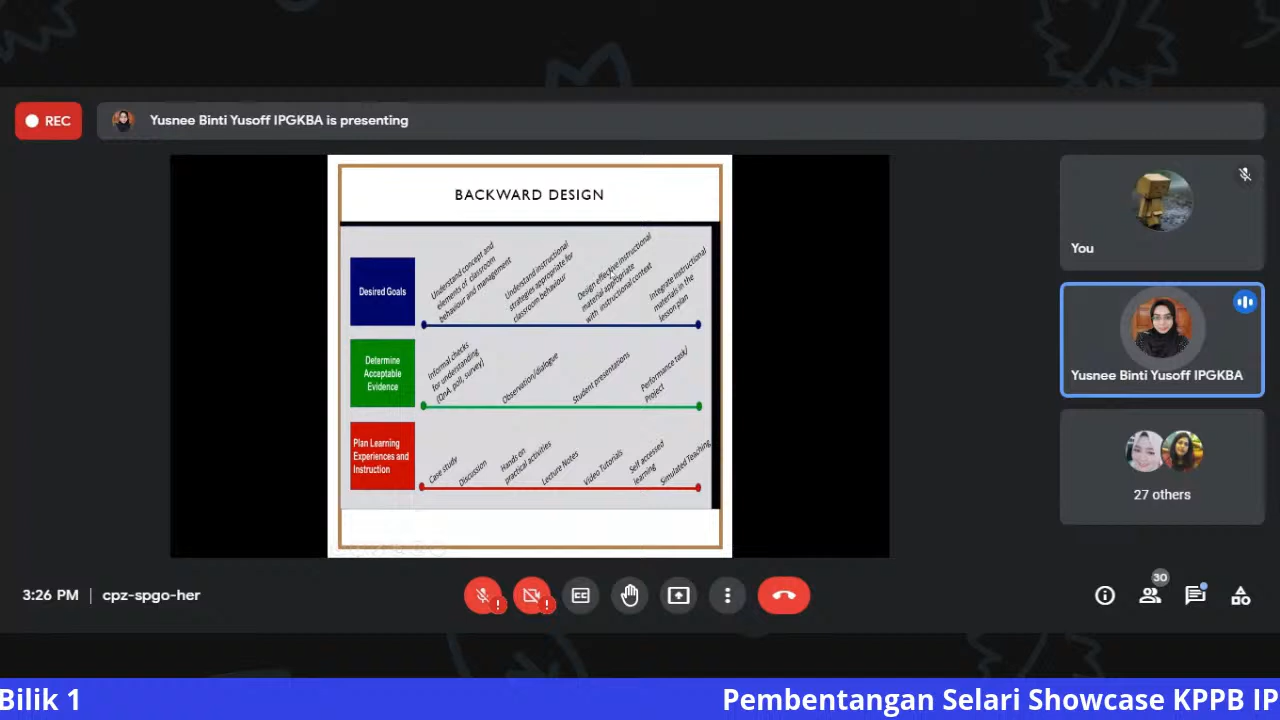 REC
Yusnee Binti Yusoff IPGKBA is presenting
BACKWARD DESIGN
Desired Goals
Understand concept and
elements of classroom
behaviour and management
Understand instructional
strategies appropriate for
classroom behaviour
Design effective instructional
material appropriate
with instructional context
Integrate instructional
materials in the
lesson plan
Determine
Acceptable
Evidence
Informal checks
for understanding
(QnA, poll, survey)
Observation/dialogue
Student presentations
Performance task/
Project
Plan Learning
Experiences and
Instruction
Case study
Discussion
Hands on
practical activities
Lecture Notes
Video Tutorials
Self accessed
learning
Simulated Teaching
You
Yusnee Binti Yusoff IPGKBA
27 others
3:26 PM | cpz-spgo-her
CC
30
Bilik 1
Pembentangan Selari Showcase KPPB IP